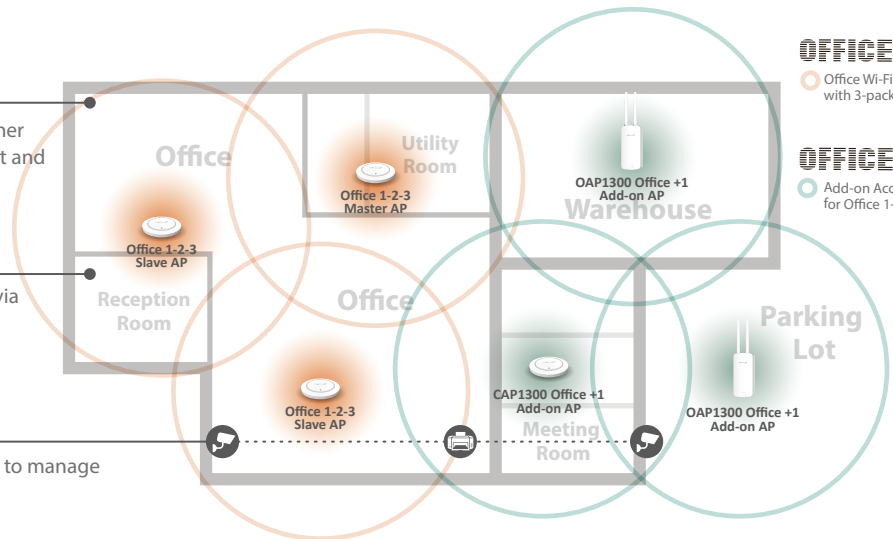 ner
t and
via
to manage
Office
Utility
Room
Office 1-2-3
Master AP
Office 1-2-3
Slave AP
Reception
Room
Office
Office 1-2-3
Slave AP
OAP1300 Office +1
Add-on AP
Warehouse
CAP1300 Office +1
Add-on AP
Meeting
Room
Parking
Lot
OAP1300 Office +1
Add-on AP
OFFICE
Office Wi-Fi
with 3-pack
OFFICE
Add-on Acc
for Office 1-